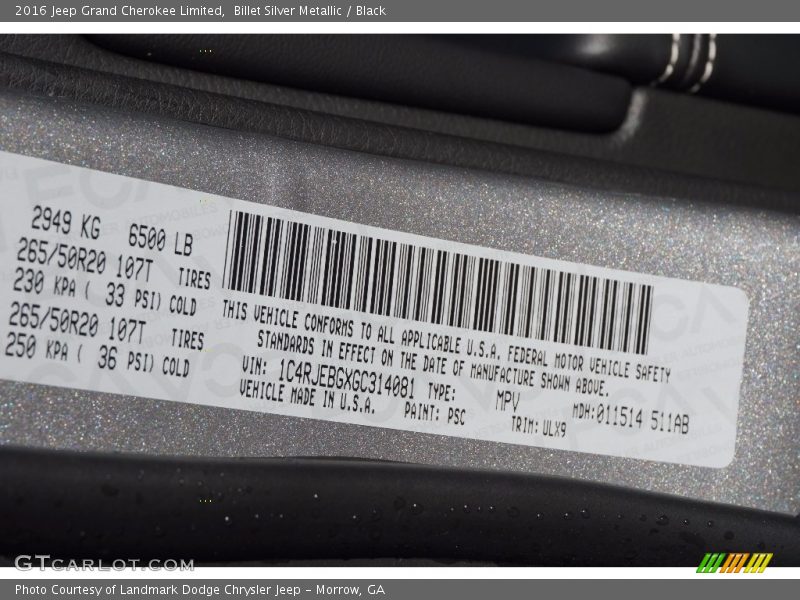 2016 Jeep Grand Cherokee Limited,  Billet Silver Metallic / Black
2949 KG 6500 LB
265/50R20 107T TIRES
230 KPA ( 33 PSI) COLD
265/50R20 107T TIRES
250 KPA ( 36 PSI) COLD
THIS VEHICLE CONFORMS TO ALL APPLICABLE U.S.A. FEDERAL MOTOR VEHICLE SAFETY
STANDARDS IN EFFECT ON THE DATE OF MANUFACTURE SHOWN ABOVE.
VIN: 1C4RJEBGXGC314081 TYPE: MPV MDH:011514 511AB
VEHICLE MADE IN U.S.A. PAINT: PSC TRIM:ULX9
GTCARLOT.COM
Photo Courtesy of Landmark Dodge Chrysler Jeep – Morrow, GA